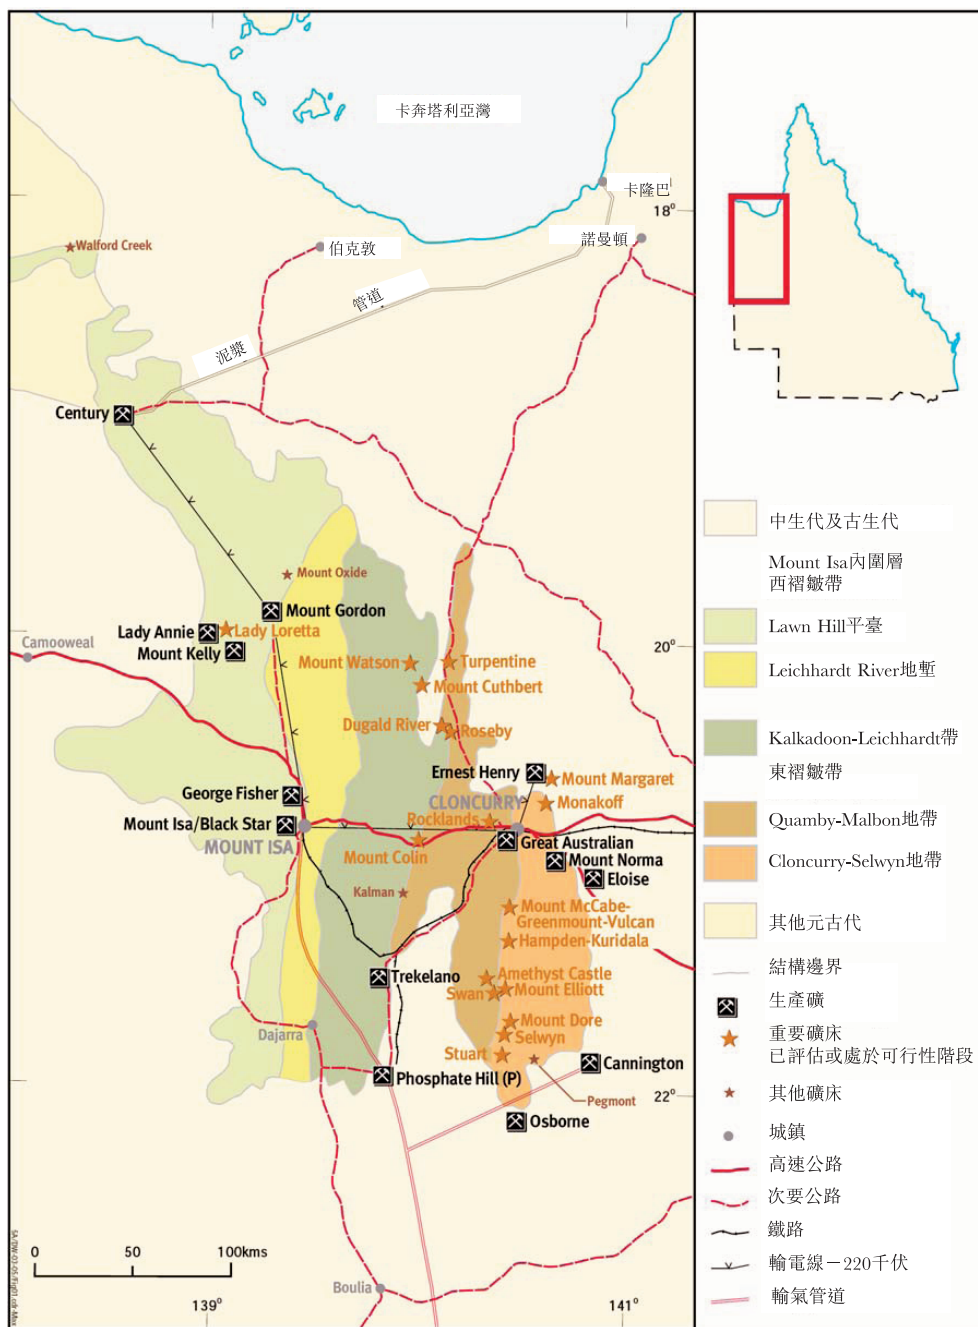 卡奔塔利亞灣
卡隆巴
18°
Walford Creek
伯克敦
諾曼頓
管道
泥漿
Century
Mount Oxide
Mount Gordon
Lady Annie
Lady Loretta
Mount Kelly
Camooweal
20°
Mount Watson
Turpentine
Mount Cuthbert
Dugald River
Roseby
Ernest Henry
Mount Margaret
George Fisher
CLONCURRY
Monakoff
Mount Isa/Black Star
Rocklands
MOUNT ISA
Great Australian
Mount Colin
Mount Norma
Eloise
Kalman
Mount McCabe-
Greenmount-Vulcan
Hampden-Kuridala
Trekelano
Amethyst Castle
Swan
Mount Elliott
Mount Dore
Dajarra
Selwyn
Stuart
Cannington
Phosphate Hill (P)
Pegmont
22°
Osborne
0 50 100kms
Boulia
139°
141°
中生代及古生代
Mount Isa內圍層
西褶皺帶
Lawn Hill平臺
Leichhardt River地塹
Kalkadoon-Leichhardt帶
東褶皺帶
Quamby-Malbon地帶
Cloncurry-Selwyn地帶
其他元古代
結構邊界
生產礦
重要礦床
已評估或處於可行性階段
其他礦床
城鎮
高速公路
次要公路
鐵路
輸電線－220千伏
輸氣管道